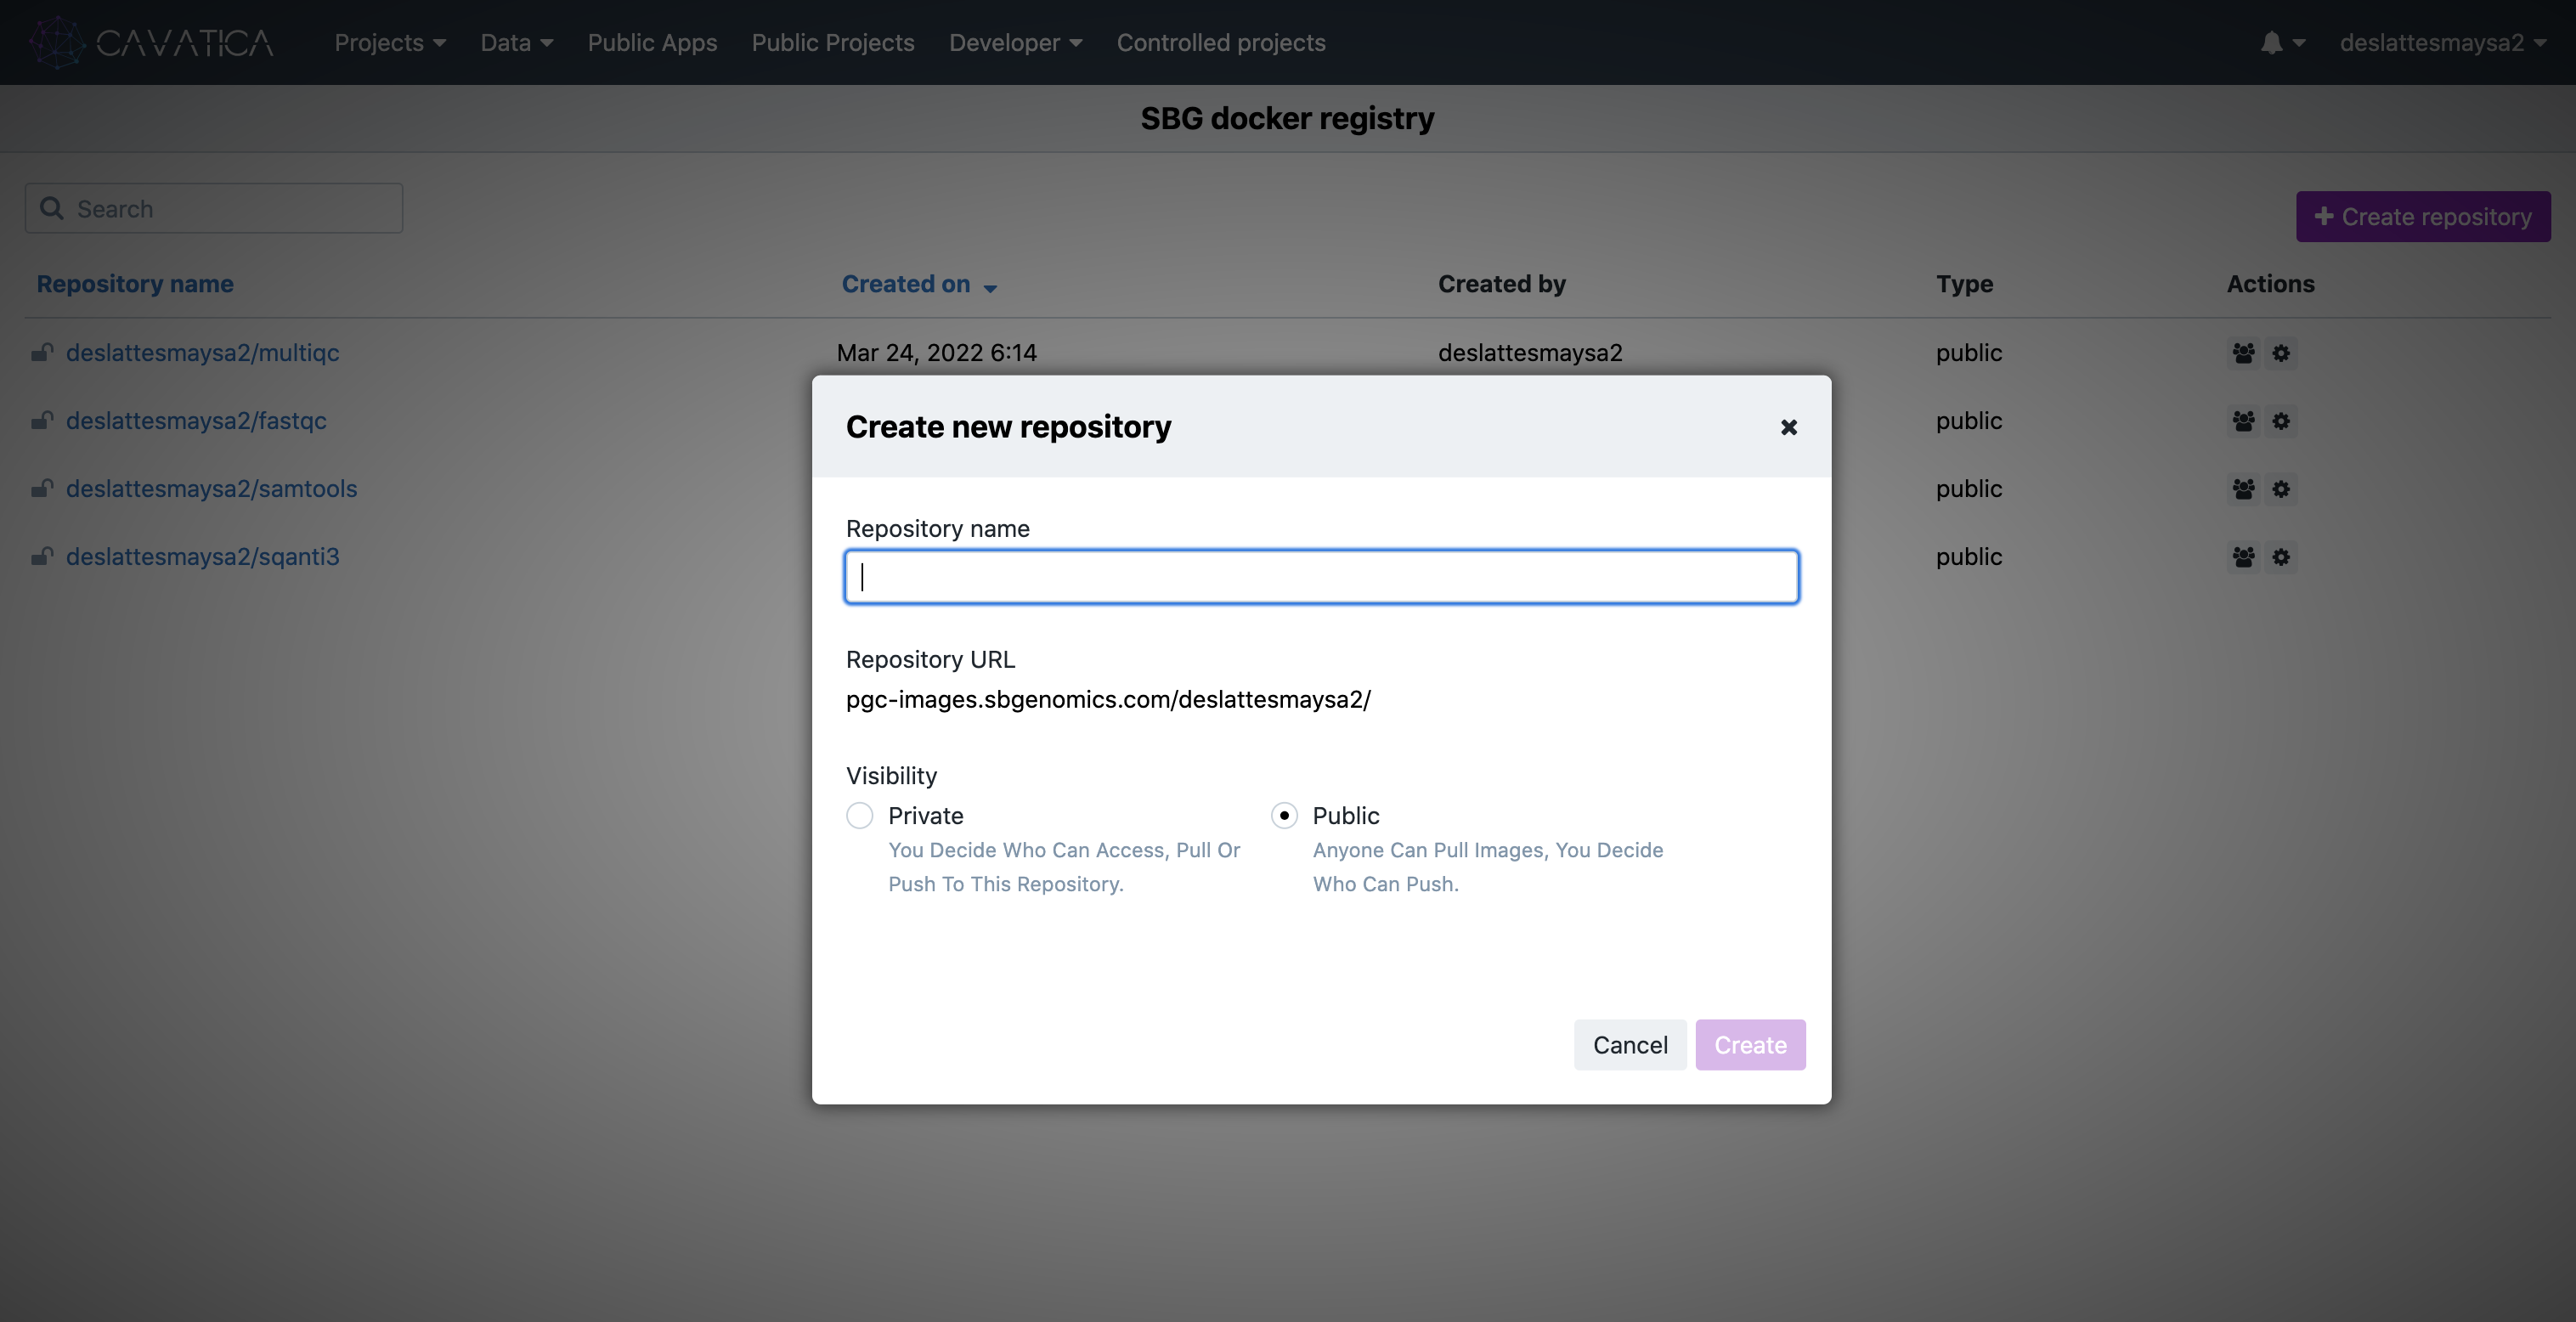 CAVATICA Projects Data Public Apps Public Projects Developer Controlled projects deslattesmaysa2
SBG docker registry
Search
Create repository
Repository name Created on Created by Type Actions
deslattesmaysa2/multiqc Mar 24, 2022 6:14 deslattesmaysa2 public
deslattesmaysa2/fastqc public
deslattesmaysa2/samtools public
deslattesmaysa2/sqanti3 public
Create new repository
Repository name
Repository URL
pgc-images.sbgenomics.com/deslattesmaysa2/
Visibility
Private
You Decide Who Can Access, Pull Or
Push To This Repository.
Public
Anyone Can Pull Images, You Decide
Who Can Push.
Cancel Create